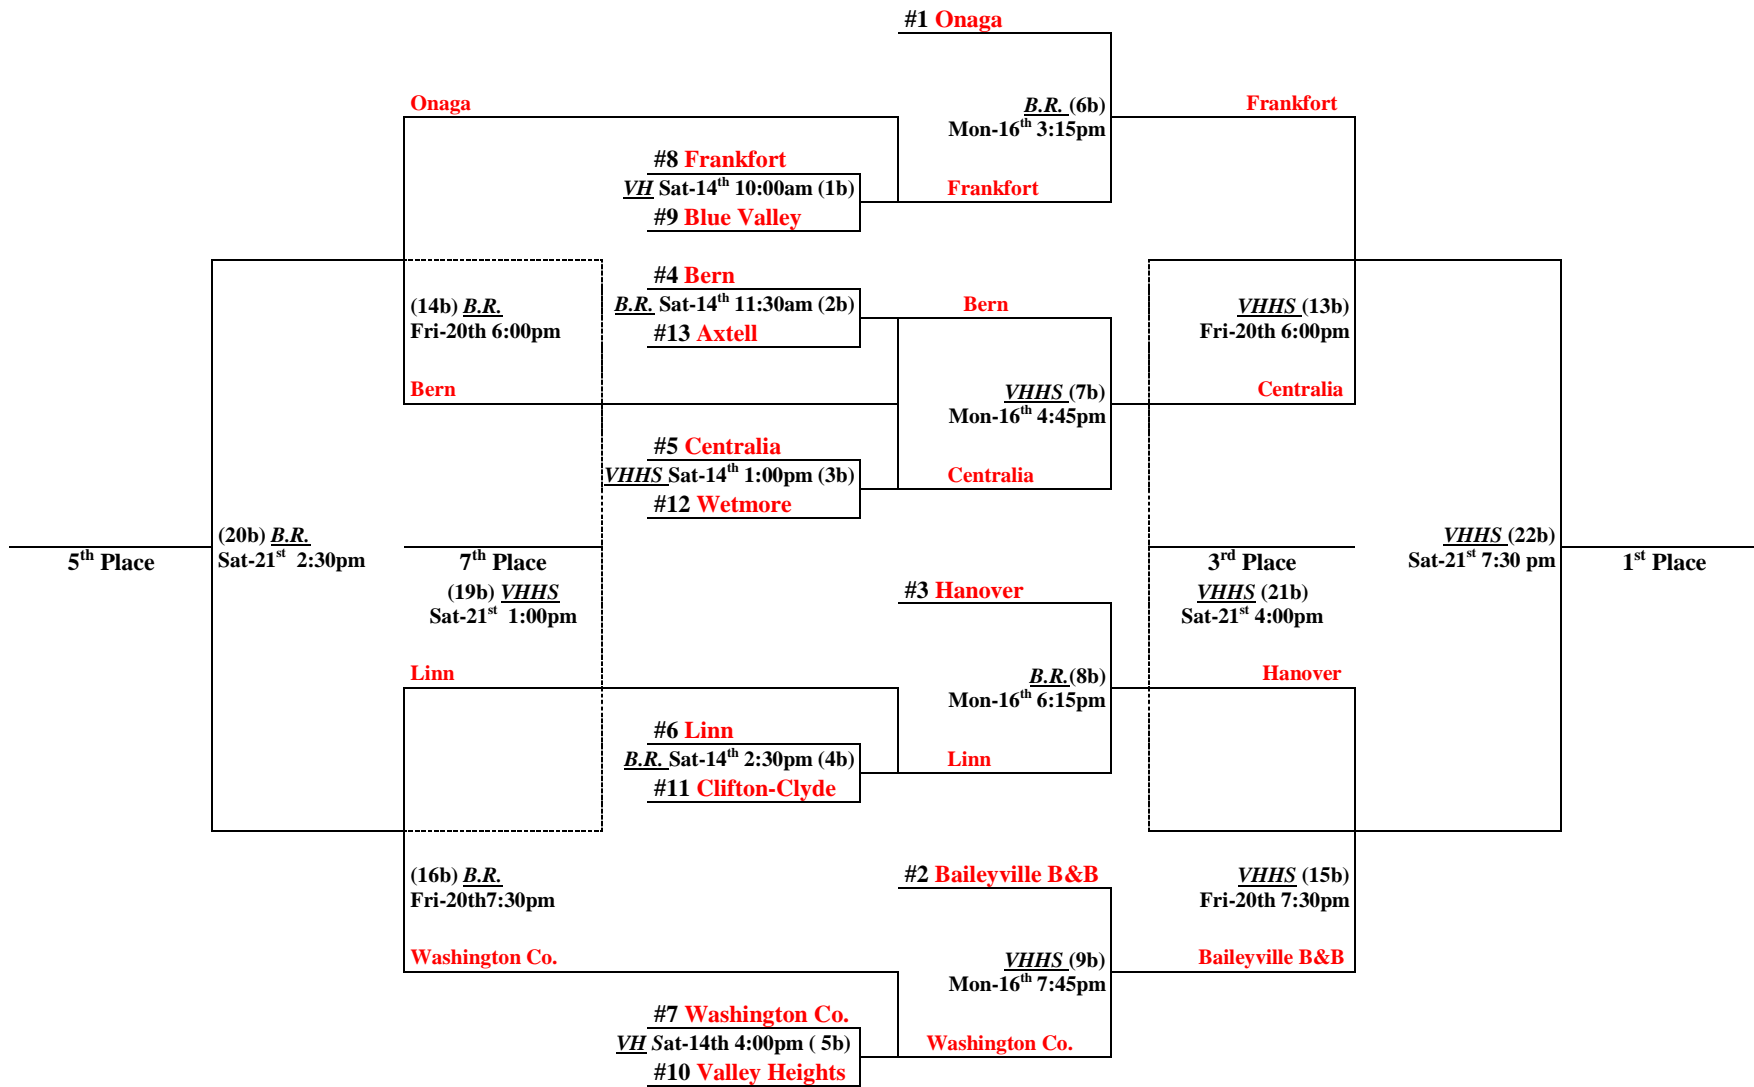 #1 Onaga
Onaga
B.R. (6b)
Mon-16th 3:15pm
Frankfort
#8 Frankfort
VH Sat-14th 10:00am (1b)
#9 Blue Valley
Frankfort
#4 Bern
B.R. Sat-14th 11:30am (2b)
#13 Axtell
Bern
(14b) B.R.
Fri-20th 6:00pm
VHHS (13b)
Fri-20th 6:00pm
Bern
VHHS (7b)
Mon-16th 4:45pm
Centralia
#5 Centralia
VHHS Sat-14th 1:00pm (3b)
#12 Wetmore
Centralia
(20b) B.R.
Sat-21st 2:30pm
5th Place
7th Place
(19b) VHHS
Sat-21st 1:00pm
3rd Place
VHHS (21b)
Sat-21st 4:00pm
VHHS (22b)
Sat-21st 7:30 pm
1st Place
#3 Hanover
Linn
B.R.(8b)
Mon-16th 6:15pm
Hanover
#6 Linn
B.R. Sat-14th 2:30pm (4b)
#11 Clifton-Clyde
Linn
(16b) B.R.
Fri-20th7:30pm
#2 Baileyville B&B
VHHS (15b)
Fri-20th 7:30pm
Washington Co.
VHHS (9b)
Mon-16th 7:45pm
Baileyville B&B
#7 Washington Co.
VH Sat-14th 4:00pm ( 5b)
#10 Valley Heights
Washington Co.